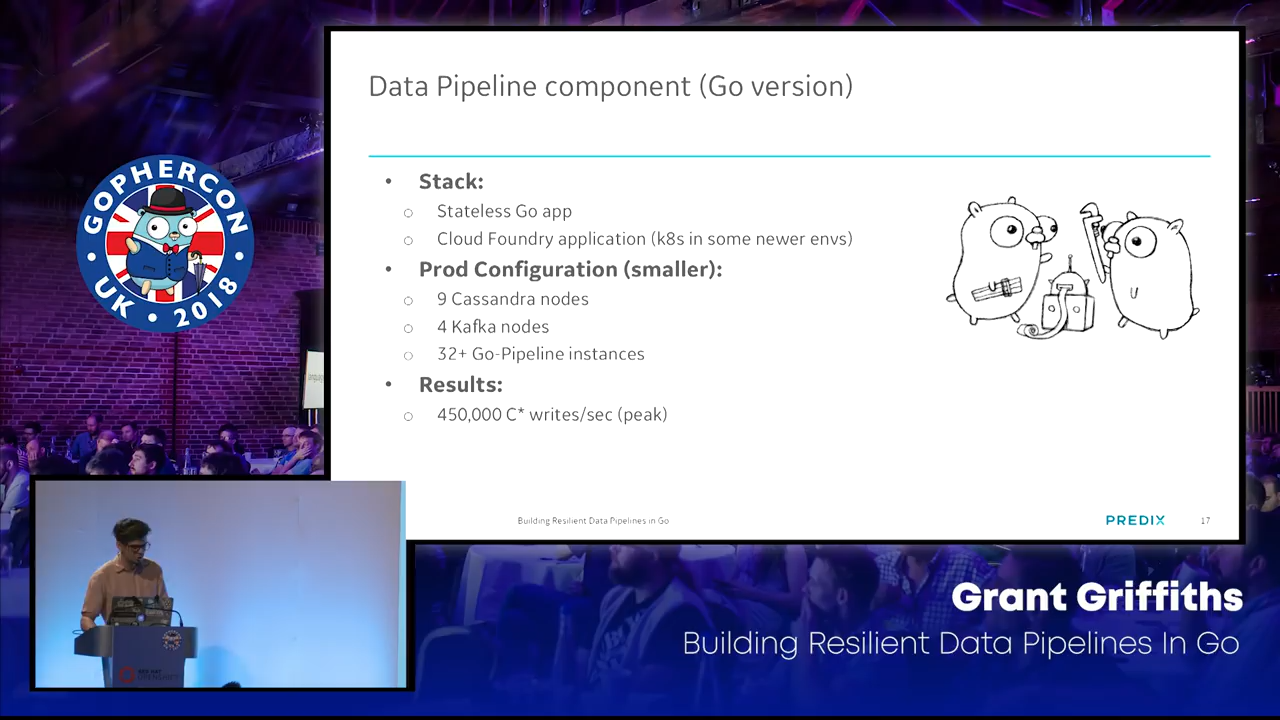 Data Pipeline component (Go version)
• Stack:
○ Stateless Go app
○ Cloud Foundry application (k8s in some newer envs)
• Prod Configuration (smaller):
○ 9 Cassandra nodes
○ 4 Kafka nodes
○ 32+ Go-Pipeline instances
• Results:
○ 450,000 C* writes/sec (peak)
Building Resilient Data Pipelines in Go
PREDIX
17
GOPHERCON
UK • 2018
Grant Griffiths
Building Resilient Data Pipelines In Go